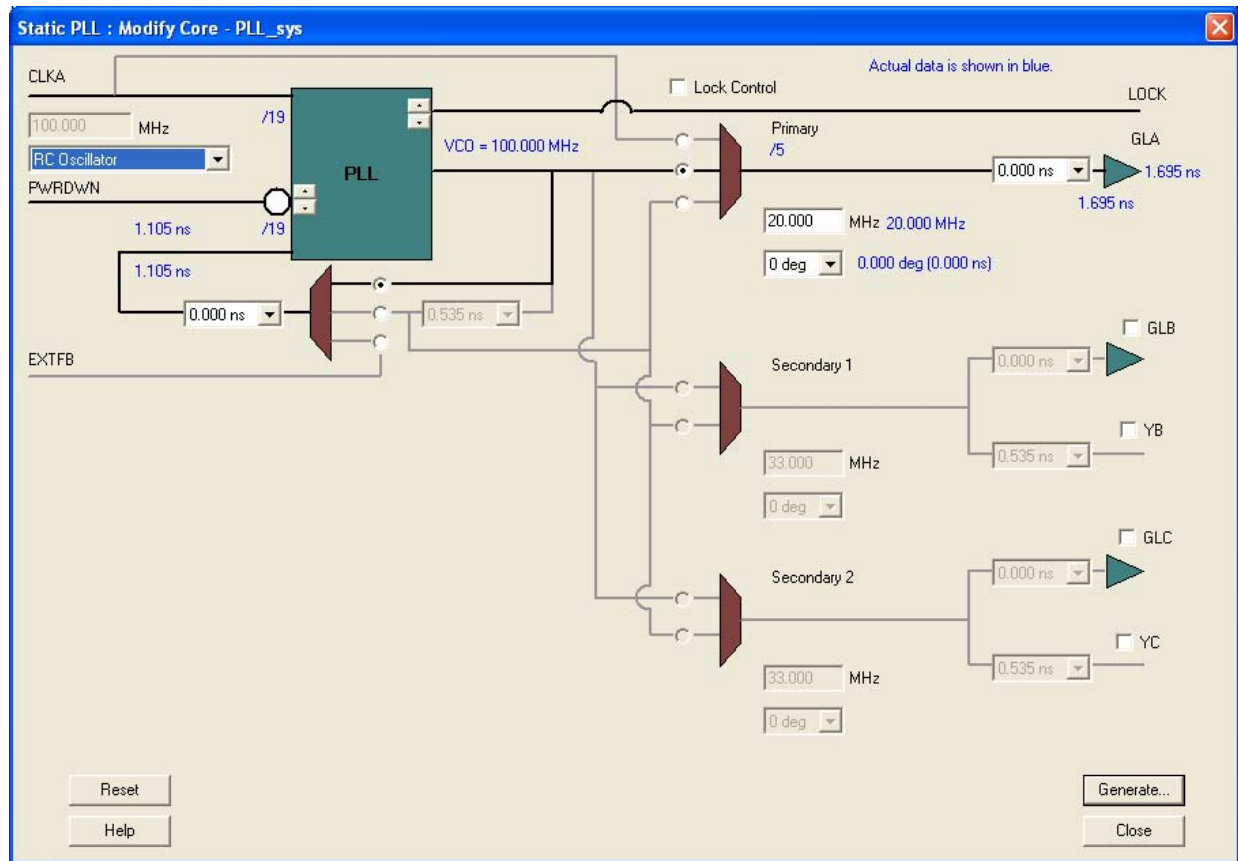 Static PLL : Modify Core - PLL_sys
Actual data is shown in blue.
CLKA
Lock Control
LOCK
100.000 MHz
/19
VCO = 100.000 MHz
Primary
/5
GLA
RC Oscillator
PLL
0.000 ns
1.695 ns
PWRDWN
1.695 ns
1.105 ns
/19
20.000 MHz 20.000 MHz
1.105 ns
0 deg 0.000 deg (0.000 ns)
0.000 ns
0.535 ns
EXTFB
GLB
Secondary 1
0.000 ns
YB
33.000 MHz
0.535 ns
0 deg
GLC
Secondary 2
0.000 ns
YC
33.000 MHz
0.535 ns
0 deg
Reset
Generate...
Help
Close